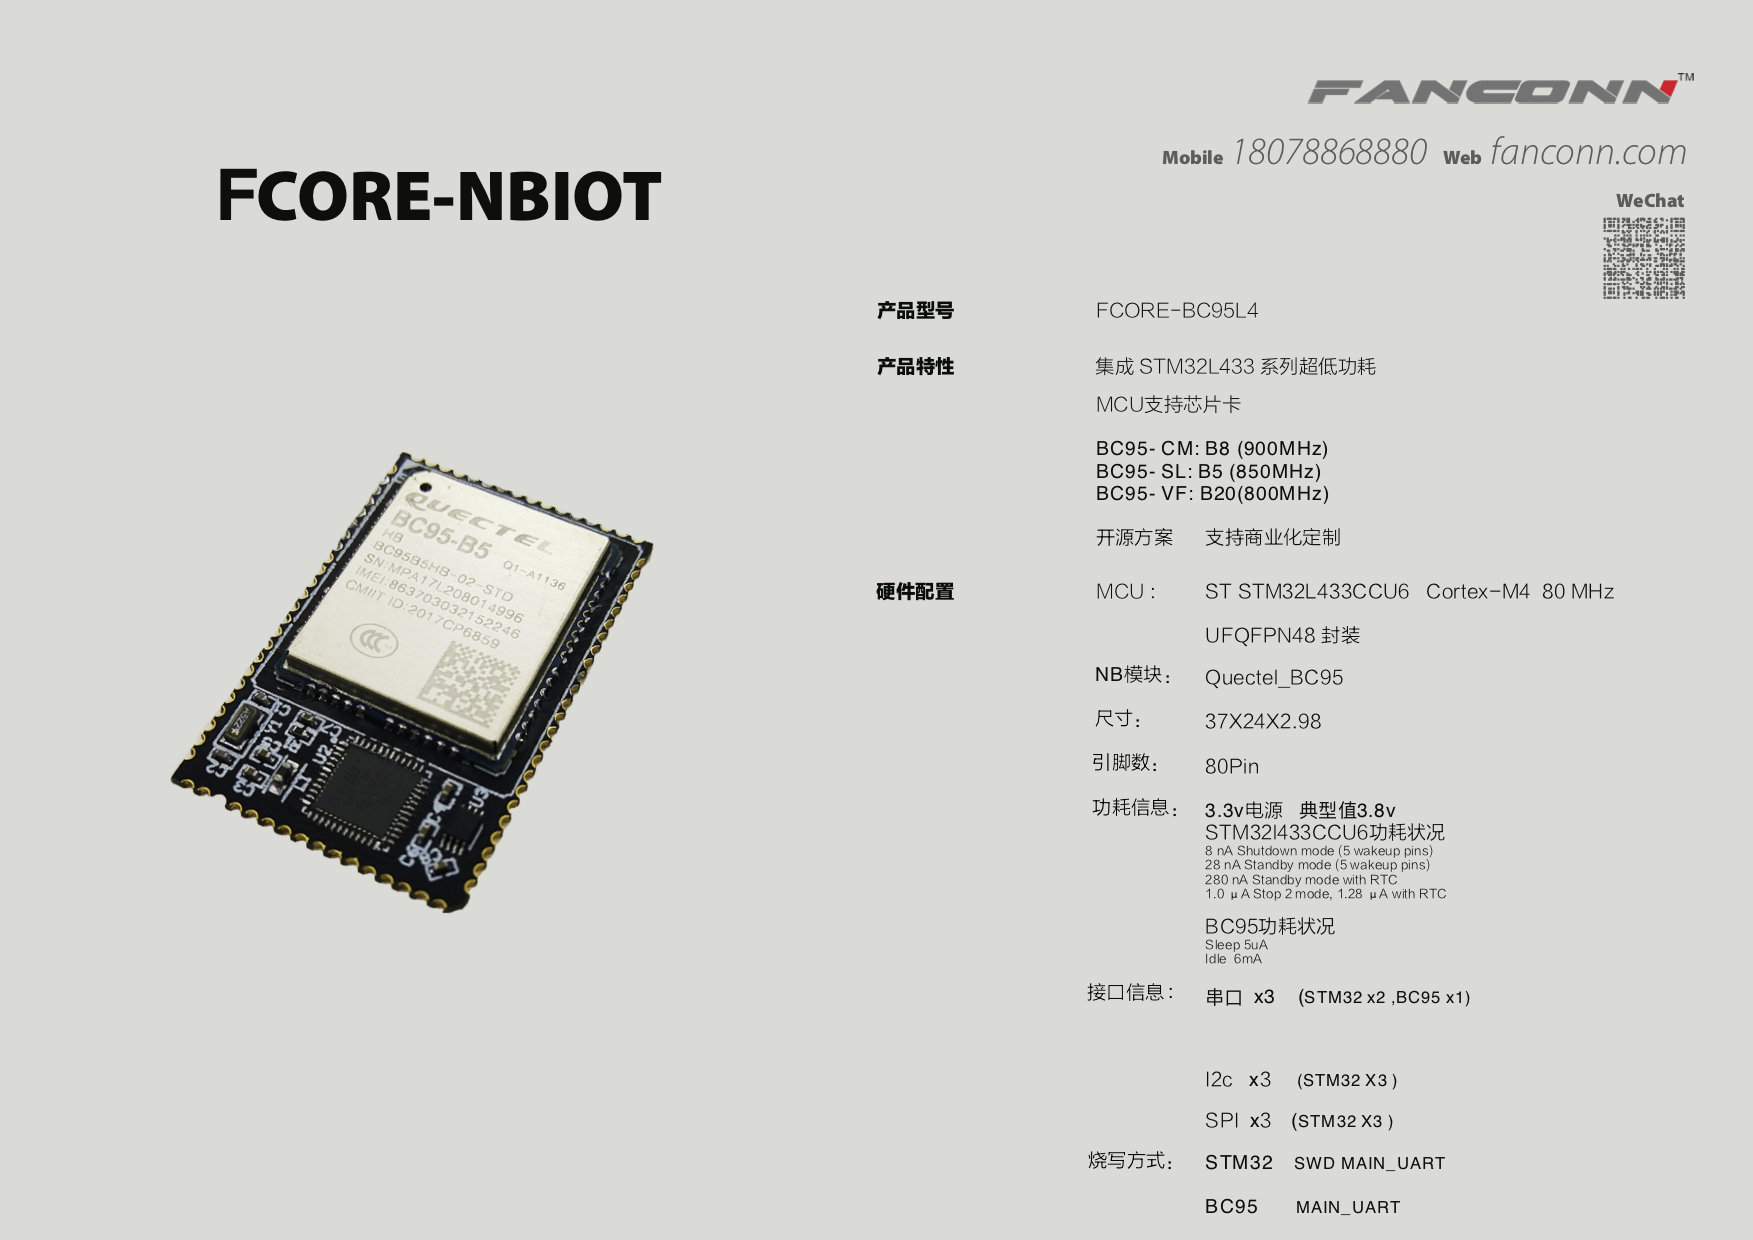 FANCONN™
Mobile 18078868880 Web fanconn.com
WeChat
FCORE-NBIOT
产品型号 FCORE-BC95L4
产品特性 集成 STM32L433 系列超低功耗
MCU支持芯片卡
BC95- CM: B8 (900MHz)
BC95- SL: B5 (850MHz)
BC95- VF: B20(800MHz)
开源方案 支持商业化定制
硬件配置 MCU : ST STM32L433CCU6 Cortex-M4 80 MHz
UFQFPN48 封装
NB模块: Quectel_BC95
尺寸: 37X24X2.98
引脚数: 80Pin
功耗信息: 3.3v电源 典型值3.8v
STM32l433CCU6功耗状况
8 nA Shutdown mode (5 wakeup pins)
28 nA Standby mode (5 wakeup pins)
280 nA Standby mode with RTC
1.0 μA Stop 2 mode, 1.28 μA with RTC
BC95功耗状况
Sleep 5uA
Idle 6mA
接口信息: 串口 x3 (STM32 x2 ,BC95 x1)
I2c x3 (STM32 X3 )
SPI x3 (STM32 X3 )
烧写方式: STM32 SWD MAIN_UART
BC95 MAIN_UART
QUECTEL
BC95-B5
HB Q1-A1136
BC95B5HB-02-STD
SN:MPA17L208014996
IMEI:863703032152246
CMIIT ID:2017CP6859
CCC
Y1
C2
U2
U3